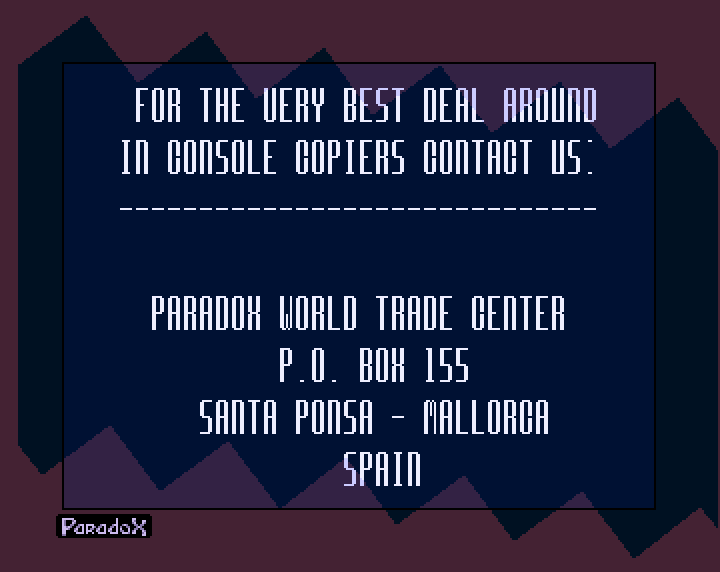 FOR THE VERY BEST DEAL AROUND
IN CONSOLE COPIERS CONTACT US:
------------------------------
PARADOX WORLD TRADE CENTER
P.O. BOX 155
SANTA PONSA - MALLORCA
SPAIN
ParadoX